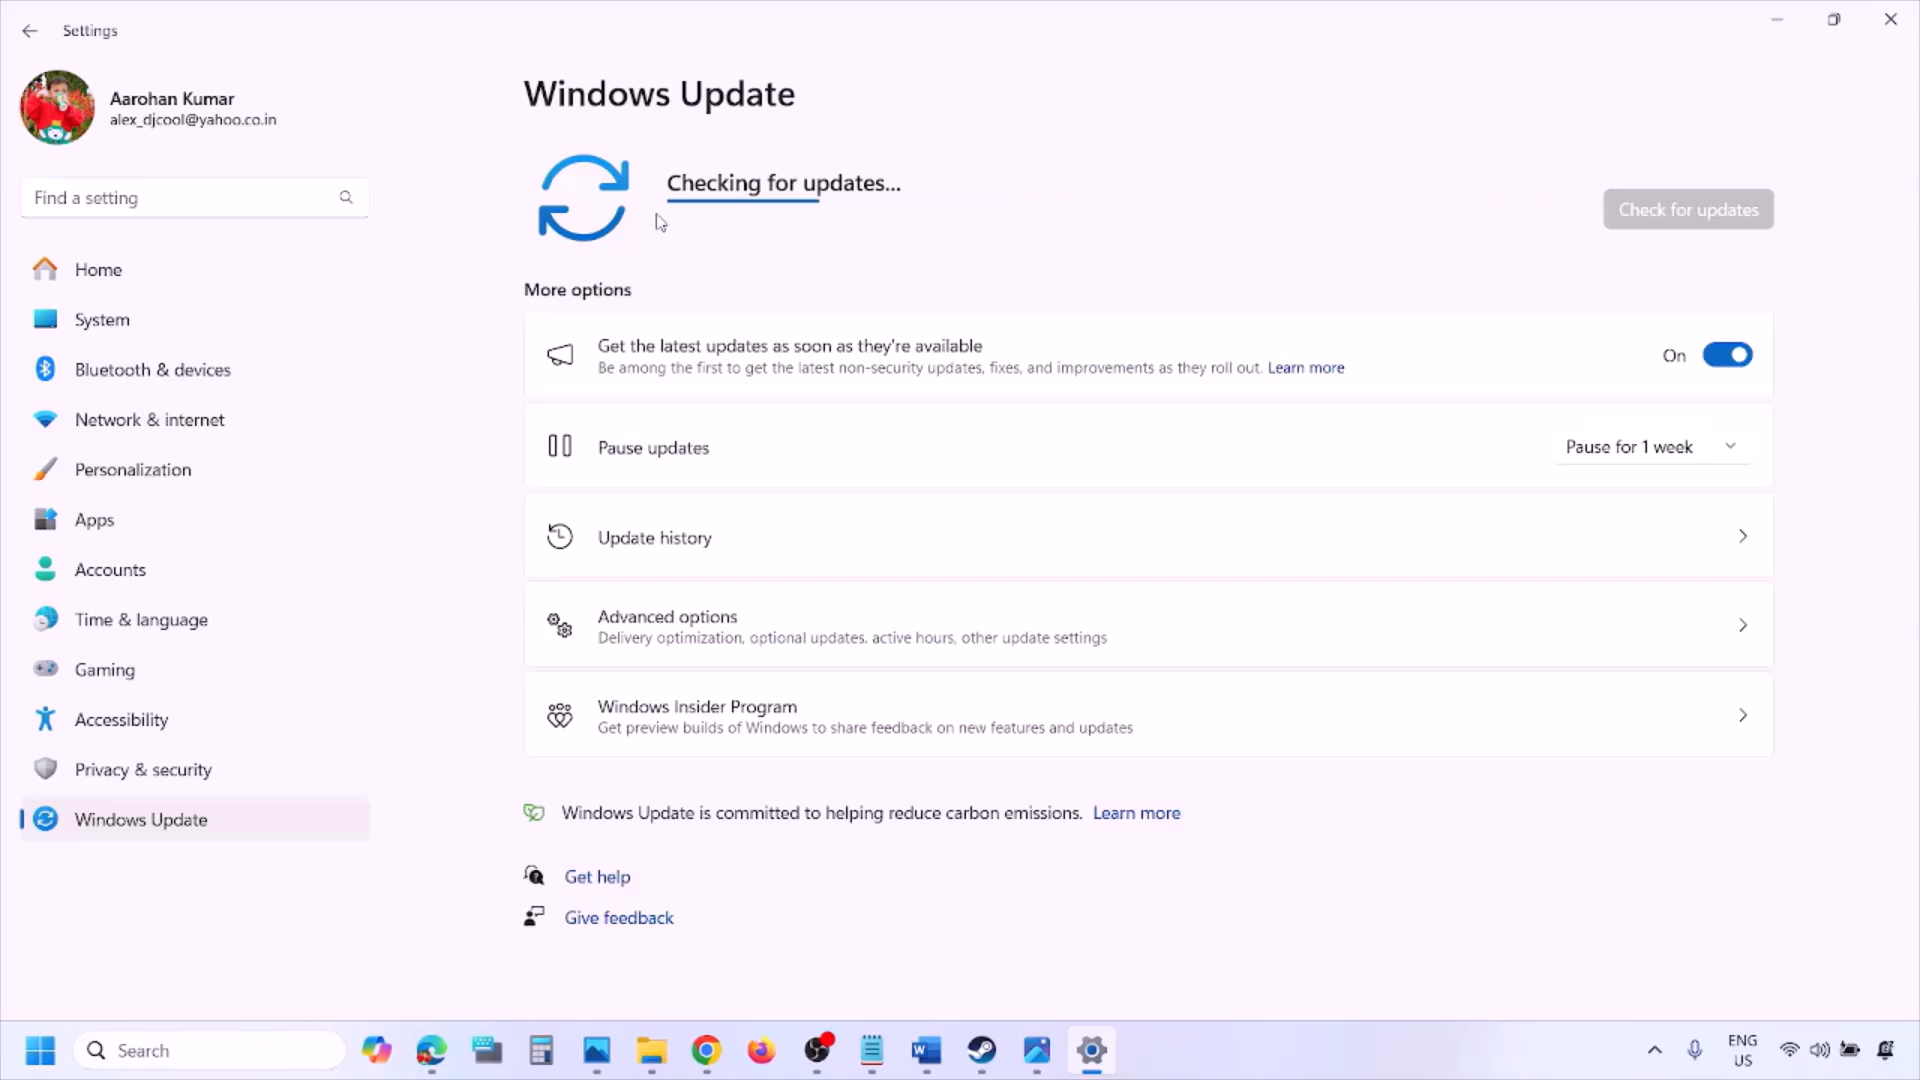 Settings
Aarohan Kumar
alex_djcool@yahoo.co.in
Find a setting
Home
System
Bluetooth & devices
Network & internet
Personalization
Apps
Accounts
Time & language
Gaming
Accessibility
Privacy & security
Windows Update
Windows Update
Checking for updates...
Check for updates
More options
Get the latest updates as soon as they're available
Be among the first to get the latest non-security updates, fixes, and improvements as they roll out. Learn more
On
Pause updates
Pause for 1 week
Update history
Advanced options
Delivery optimization, optional updates, active hours, other update settings
Windows Insider Program
Get preview builds of Windows to share feedback on new features and updates
Windows Update is committed to helping reduce carbon emissions. Learn more
Get help
Give feedback
Search
ENG
US